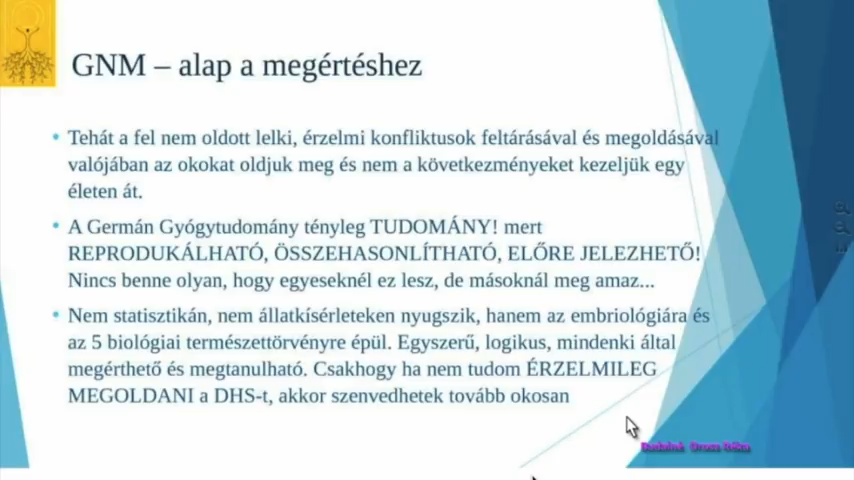 GNM – alap a megértéshez
• Tehát a fel nem oldott lelki, érzelmi konfliktusok feltárásával és megoldásával
valójában az okokat oldjuk meg és nem a következményeket kezeljük egy
életen át.
• A Germán Gyógytudomány tényleg TUDOMÁNY! mert
REPRODUKÁLHATÓ, ÖSSZEHASONLÍTHATÓ, ELŐRE JELEZHETŐ!
Nincs benne olyan, hogy egyeseknél ez lesz, de másoknál meg amaz...
• Nem statisztikán, nem állatkísérleteken nyugszik, hanem az embriológiára és
az 5 biológiai természettörvényre épül. Egyszerű, logikus, mindenki által
megérthető és megtanulható. Csakhogy ha nem tudom ÉRZELMILEG
MEGOLDANI a DHS-t, akkor szenvedhetek tovább okosan